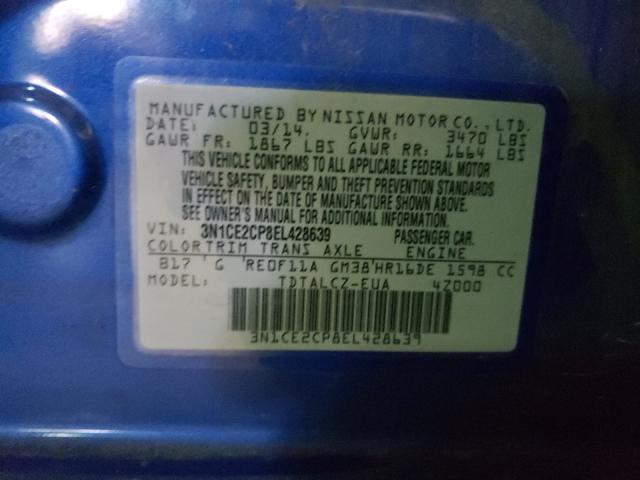 MANUFACTURED BY NISSAN MOTOR CO., LTD.
DATE: 03/14. GVWR: 3470 LBS
GAWR FR: 1867 LBS GAWR RR: 1664 LBS
THIS VEHICLE CONFORMS TO ALL APPLICABLE FEDERAL MOTOR
VEHICLE SAFETY, BUMPER AND THEFT PREVENTION STANDARDS
IN EFFECT ON THE DATE OF MANUFACTURE SHOWN ABOVE.
SEE OWNER'S MANUAL FOR ADDITIONAL INFORMATION.
VIN: 3N1CE2CP8EL428639 PASSENGER CAR.
COLOR TRIM TRANS AXLE ENGINE
B17 'G 'RE0F11A GM38'HR16DE 1598 CC
MODEL: TDTALCZ-EUA 4Z000
3N1CE2CP8EL428639